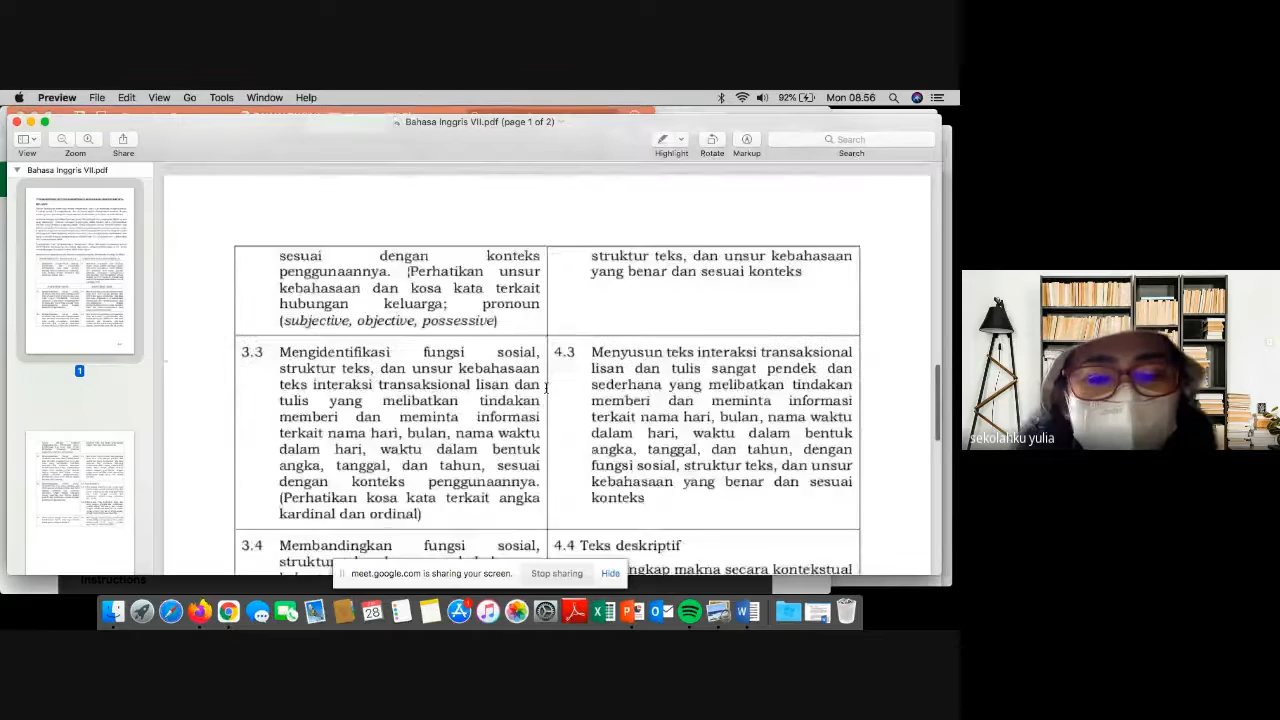 Preview File Edit View Go Tools Window Help 92% Mon 08.56
Bahasa Inggris VII.pdf (page 1 of 2)
View Zoom Share Highlight Rotate Markup Search
Search
Bahasa Inggris VII.pdf
1
sesuai dengan konteks
penggunaannya. (Perhatikan unsur
kebahasaan dan kosa kata terkait
hubungan keluarga; pronoun
(subjective, objective, possessive)
struktur teks, dan unsur kebahasaan
yang benar dan sesuai konteks
3.3 Mengidentifikasi fungsi sosial,
struktur teks, dan unsur kebahasaan
teks interaksi transaksional lisan dan
tulis yang melibatkan tindakan
memberi dan meminta informasi
terkait nama hari, bulan, nama waktu
dalam hari, waktu dalam bentuk
angka, tanggal, dan tahun, sesuai
dengan konteks penggunaannya.
(Perhatikan kosa kata terkait angka
kardinal dan ordinal)
4.3 Menyusun teks interaksi transaksional
lisan dan tulis sangat pendek dan
sederhana yang melibatkan tindakan
memberi dan meminta informasi
terkait nama hari, bulan, nama waktu
dalam hari, waktu dalam bentuk
angka, tanggal, dan tahun, dengan
fungsi sosial, struktur teks, dan unsur
kebahasaan yang benar dan sesuai
konteks
3.4 Membandingkan fungsi sosial,
struktur
4.4 Teks deskriptif
makna secara kontekstual
meet.google.com is sharing your screen. Stop sharing Hide
Instructions
28
sekolahku yulia